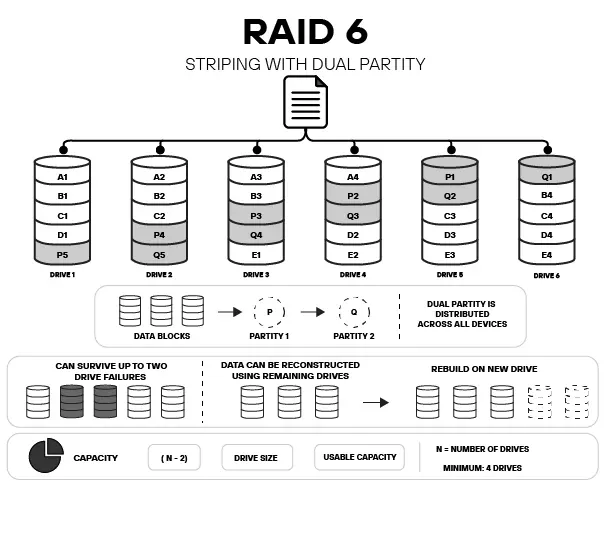 RAID 6
STRIPING WITH DUAL PARTITY
A1 A2 A3 A4 P1 Q1
B1 B2 B3 P2 Q2 B4
C1 C2 P3 Q3 C3 C4
D1 P4 Q4 D2 D3 D4
P5 Q5 E1 E2 E3 E4
DRIVE 1 DRIVE 2 DRIVE 3 DRIVE 4 DRIVE 5 DRIVE 6
P
Q
DATA BLOCKS
PARTITY 1
PARTITY 2
DUAL PARTITY IS
DISTRIBUTED
ACROSS ALL DEVICES
CAN SURVIVE UP TO TWO
DRIVE FAILURES
DATA CAN BE RECONSTRUCTED
USING REMAINING DRIVES
REBUILD ON NEW DRIVE
CAPACITY
( N - 2)
DRIVE SIZE
USABLE CAPACITY
N = NUMBER OF DRIVES
MINIMUM: 4 DRIVES